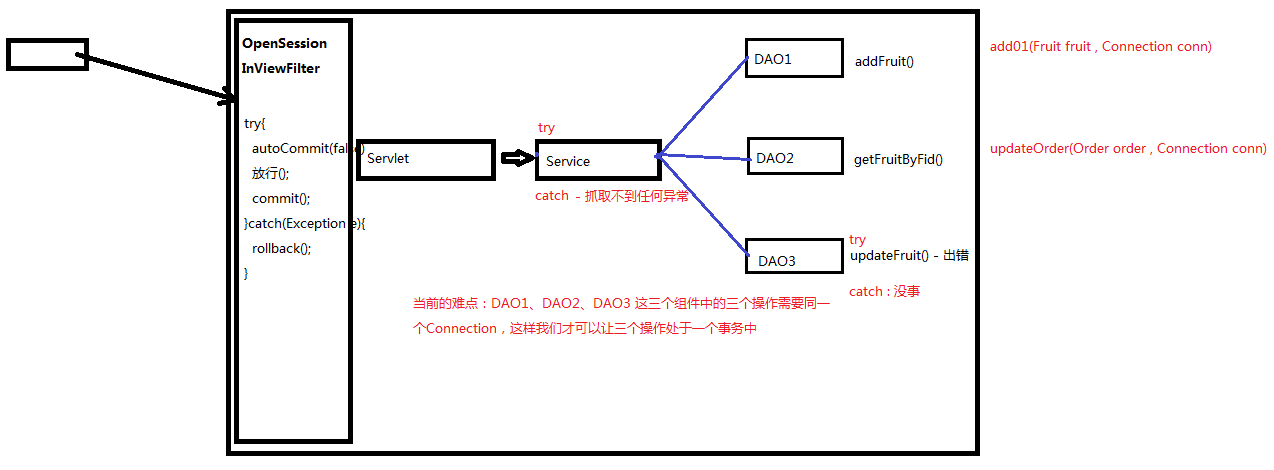 OpenSession
InViewFilter
try{
autoCommit(false)
放行();
commit();
}catch(Exception e){
rollback();
}
Servlet
try
Service
catch - 抓取不到任何异常
DAO1
addFruit()
add01(Fruit fruit , Connection conn)
DAO2
getFruitByFid()
updateOrder(Order order , Connection conn)
DAO3
try
updateFruit() - 出错
catch : 没事
当前的难点：DAO1、DAO2、DAO3 这三个组件中的三个操作需要同一
个Connection，这样我们才可以让三个操作处于一个事务中